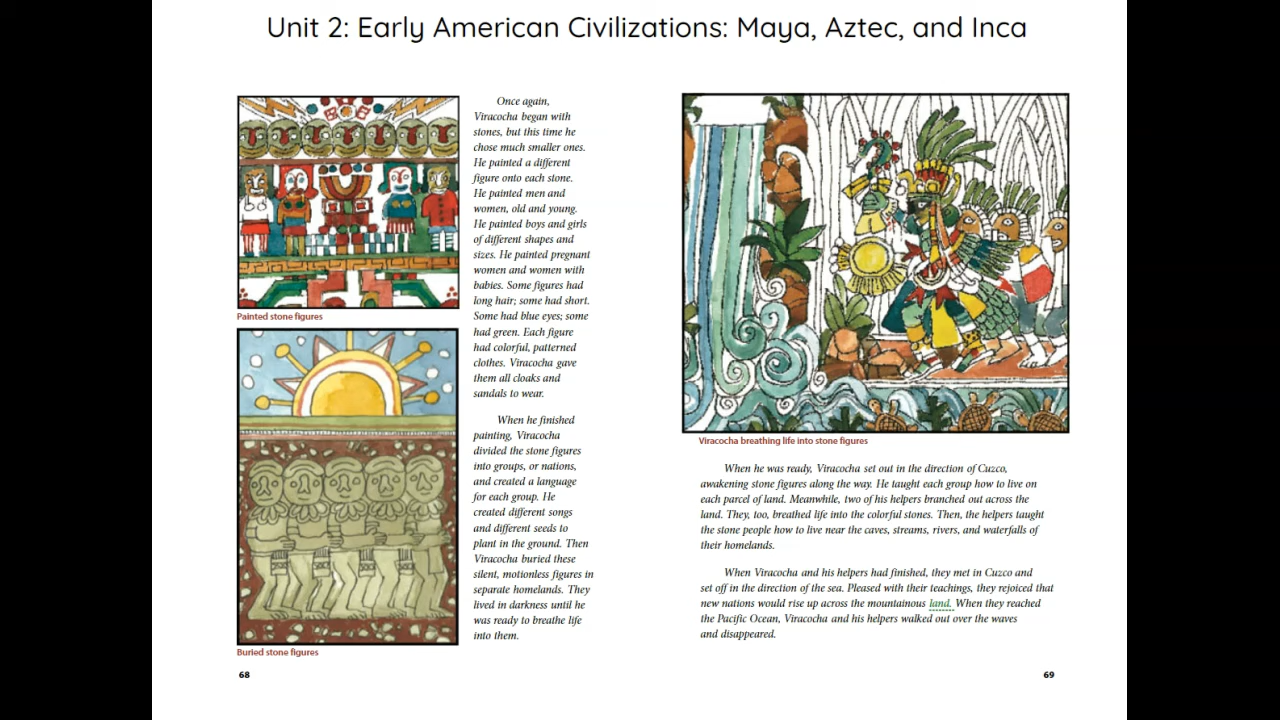 Unit 2: Early American Civilizations: Maya, Aztec, and Inca
Painted stone figures
Buried stone figures
Once again,
Viracocha began with
stones, but this time he
chose much smaller ones.
He painted a different
figure onto each stone.
He painted men and
women, old and young.
He painted boys and girls
of different shapes and
sizes. He painted pregnant
women and women with
babies. Some figures had
long hair; some had short.
Some had blue eyes; some
had green. Each figure
had colorful, patterned
clothes. Viracocha gave
them all cloaks and
sandals to wear.
When he finished
painting, Viracocha
divided the stone figures
into groups, or nations,
and created a language
for each group. He
created different songs
and different seeds to
plant in the ground. Then
Viracocha buried these
silent, motionless figures in
separate homelands. They
lived in darkness until he
was ready to breathe life
into them.
68
Viracocha breathing life into stone figures
When he was ready, Viracocha set out in the direction of Cuzco,
awakening stone figures along the way. He taught each group how to live on
each parcel of land. Meanwhile, two of his helpers branched out across the
land. They, too, breathed life into the colorful stones. Then, the helpers taught
the stone people how to live near the caves, streams, rivers, and waterfalls of
their homelands.
When Viracocha and his helpers had finished, they met in Cuzco and
set off in the direction of the sea. Pleased with their teachings, they rejoiced that
new nations would rise up across the mountainous land. When they reached
the Pacific Ocean, Viracocha and his helpers walked out over the waves
and disappeared.
69